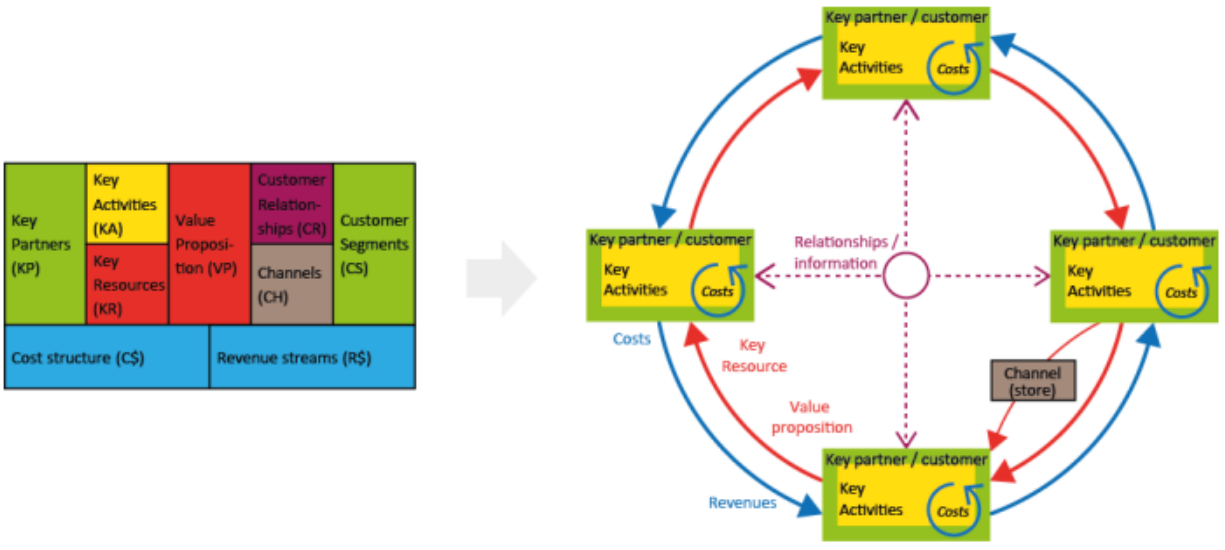 Key
Partners
(KP)
Key
Activities
(KA)
Key
Resources
(KR)
Value
Proposi-
tion (VP)
Customer
Relation-
ships (CR)
Channels
(CH)
Customer
Segments
(CS)
Cost structure (C$)
Revenue streams (R$)
Key partner / customer
Key
Activities
Costs
Key partner / customer
Key
Activities
Costs
Relationships /
information
Key partner / customer
Key
Activities
Costs
Costs
Key
Resource
Channel
(store)
Value
proposition
Revenues
Key partner / customer
Key
Activities
Costs